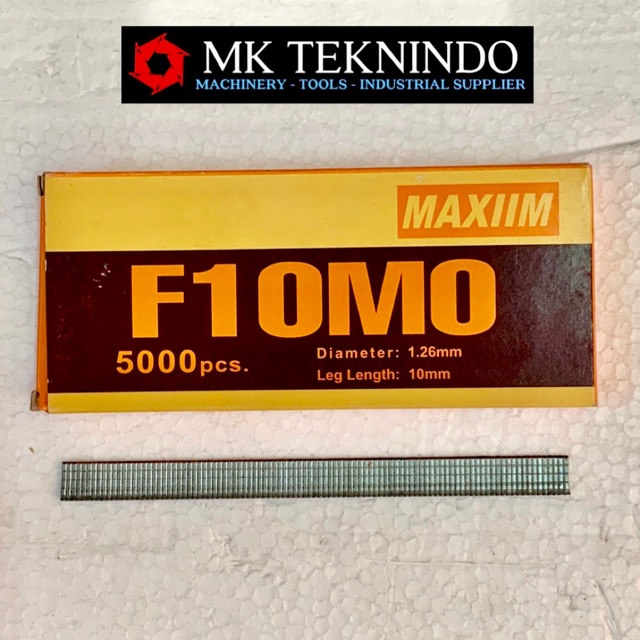 MK TEKNINDO
MACHINERY - TOOLS - INDUSTRIAL SUPPLIER
MAXIIM
F10MO
5000pcs.
Diameter: 1.26mm
Leg Length: 10mm